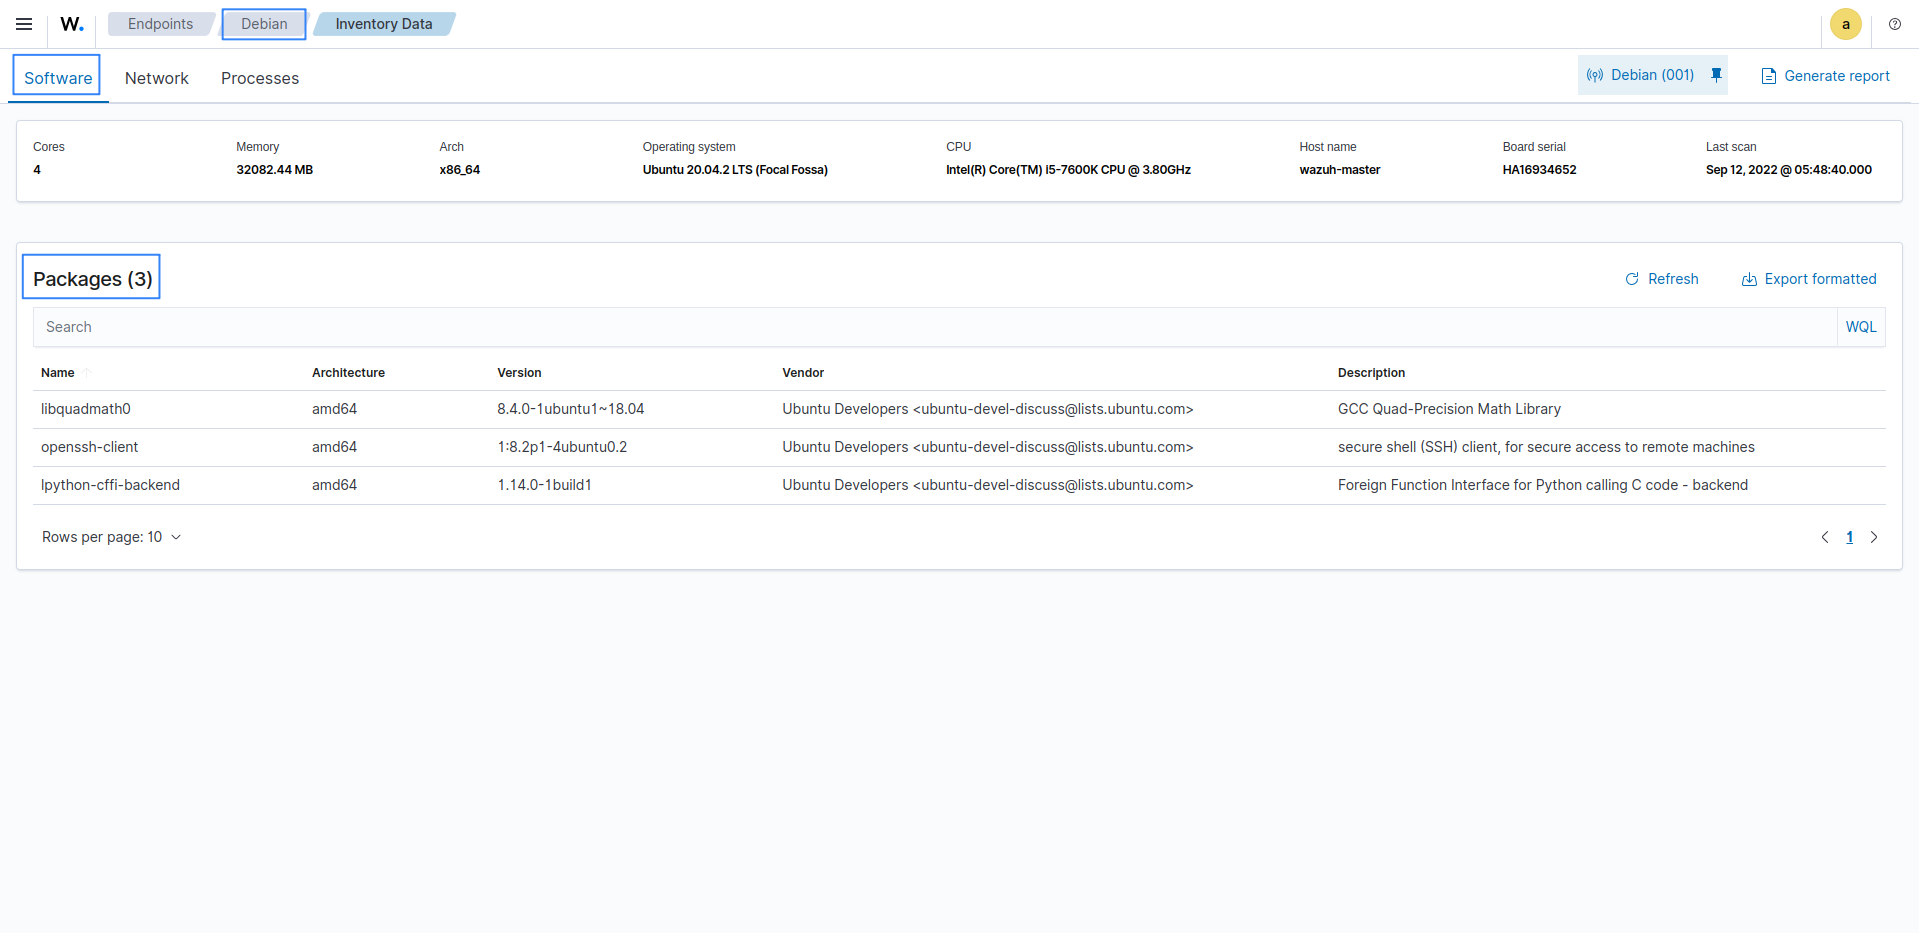 W. Endpoints Debian Inventory Data a
Software Network Processes Debian (001) Generate report
Cores Memory Arch Operating system CPU Host name Board serial Last scan
4 32082.44 MB x86_64 Ubuntu 20.04.2 LTS (Focal Fossa) Intel(R) Core(TM) i5-7600K CPU @ 3.80GHz wazuh-master HA16934652 Sep 12, 2022 @ 05:48:40.000
Packages (3) Refresh Export formatted
Search WQL
Name Architecture Version Vendor Description
libquadmath0 amd64 8.4.0-1ubuntu1~18.04 Ubuntu Developers <ubuntu-devel-discuss@lists.ubuntu.com> GCC Quad-Precision Math Library
openssh-client amd64 1:8.2p1-4ubuntu0.2 Ubuntu Developers <ubuntu-devel-discuss@lists.ubuntu.com> secure shell (SSH) client, for secure access to remote machines
lpython-cffi-backend amd64 1.14.0-1build1 Ubuntu Developers <ubuntu-devel-discuss@lists.ubuntu.com> Foreign Function Interface for Python calling C code - backend
Rows per page: 10 1